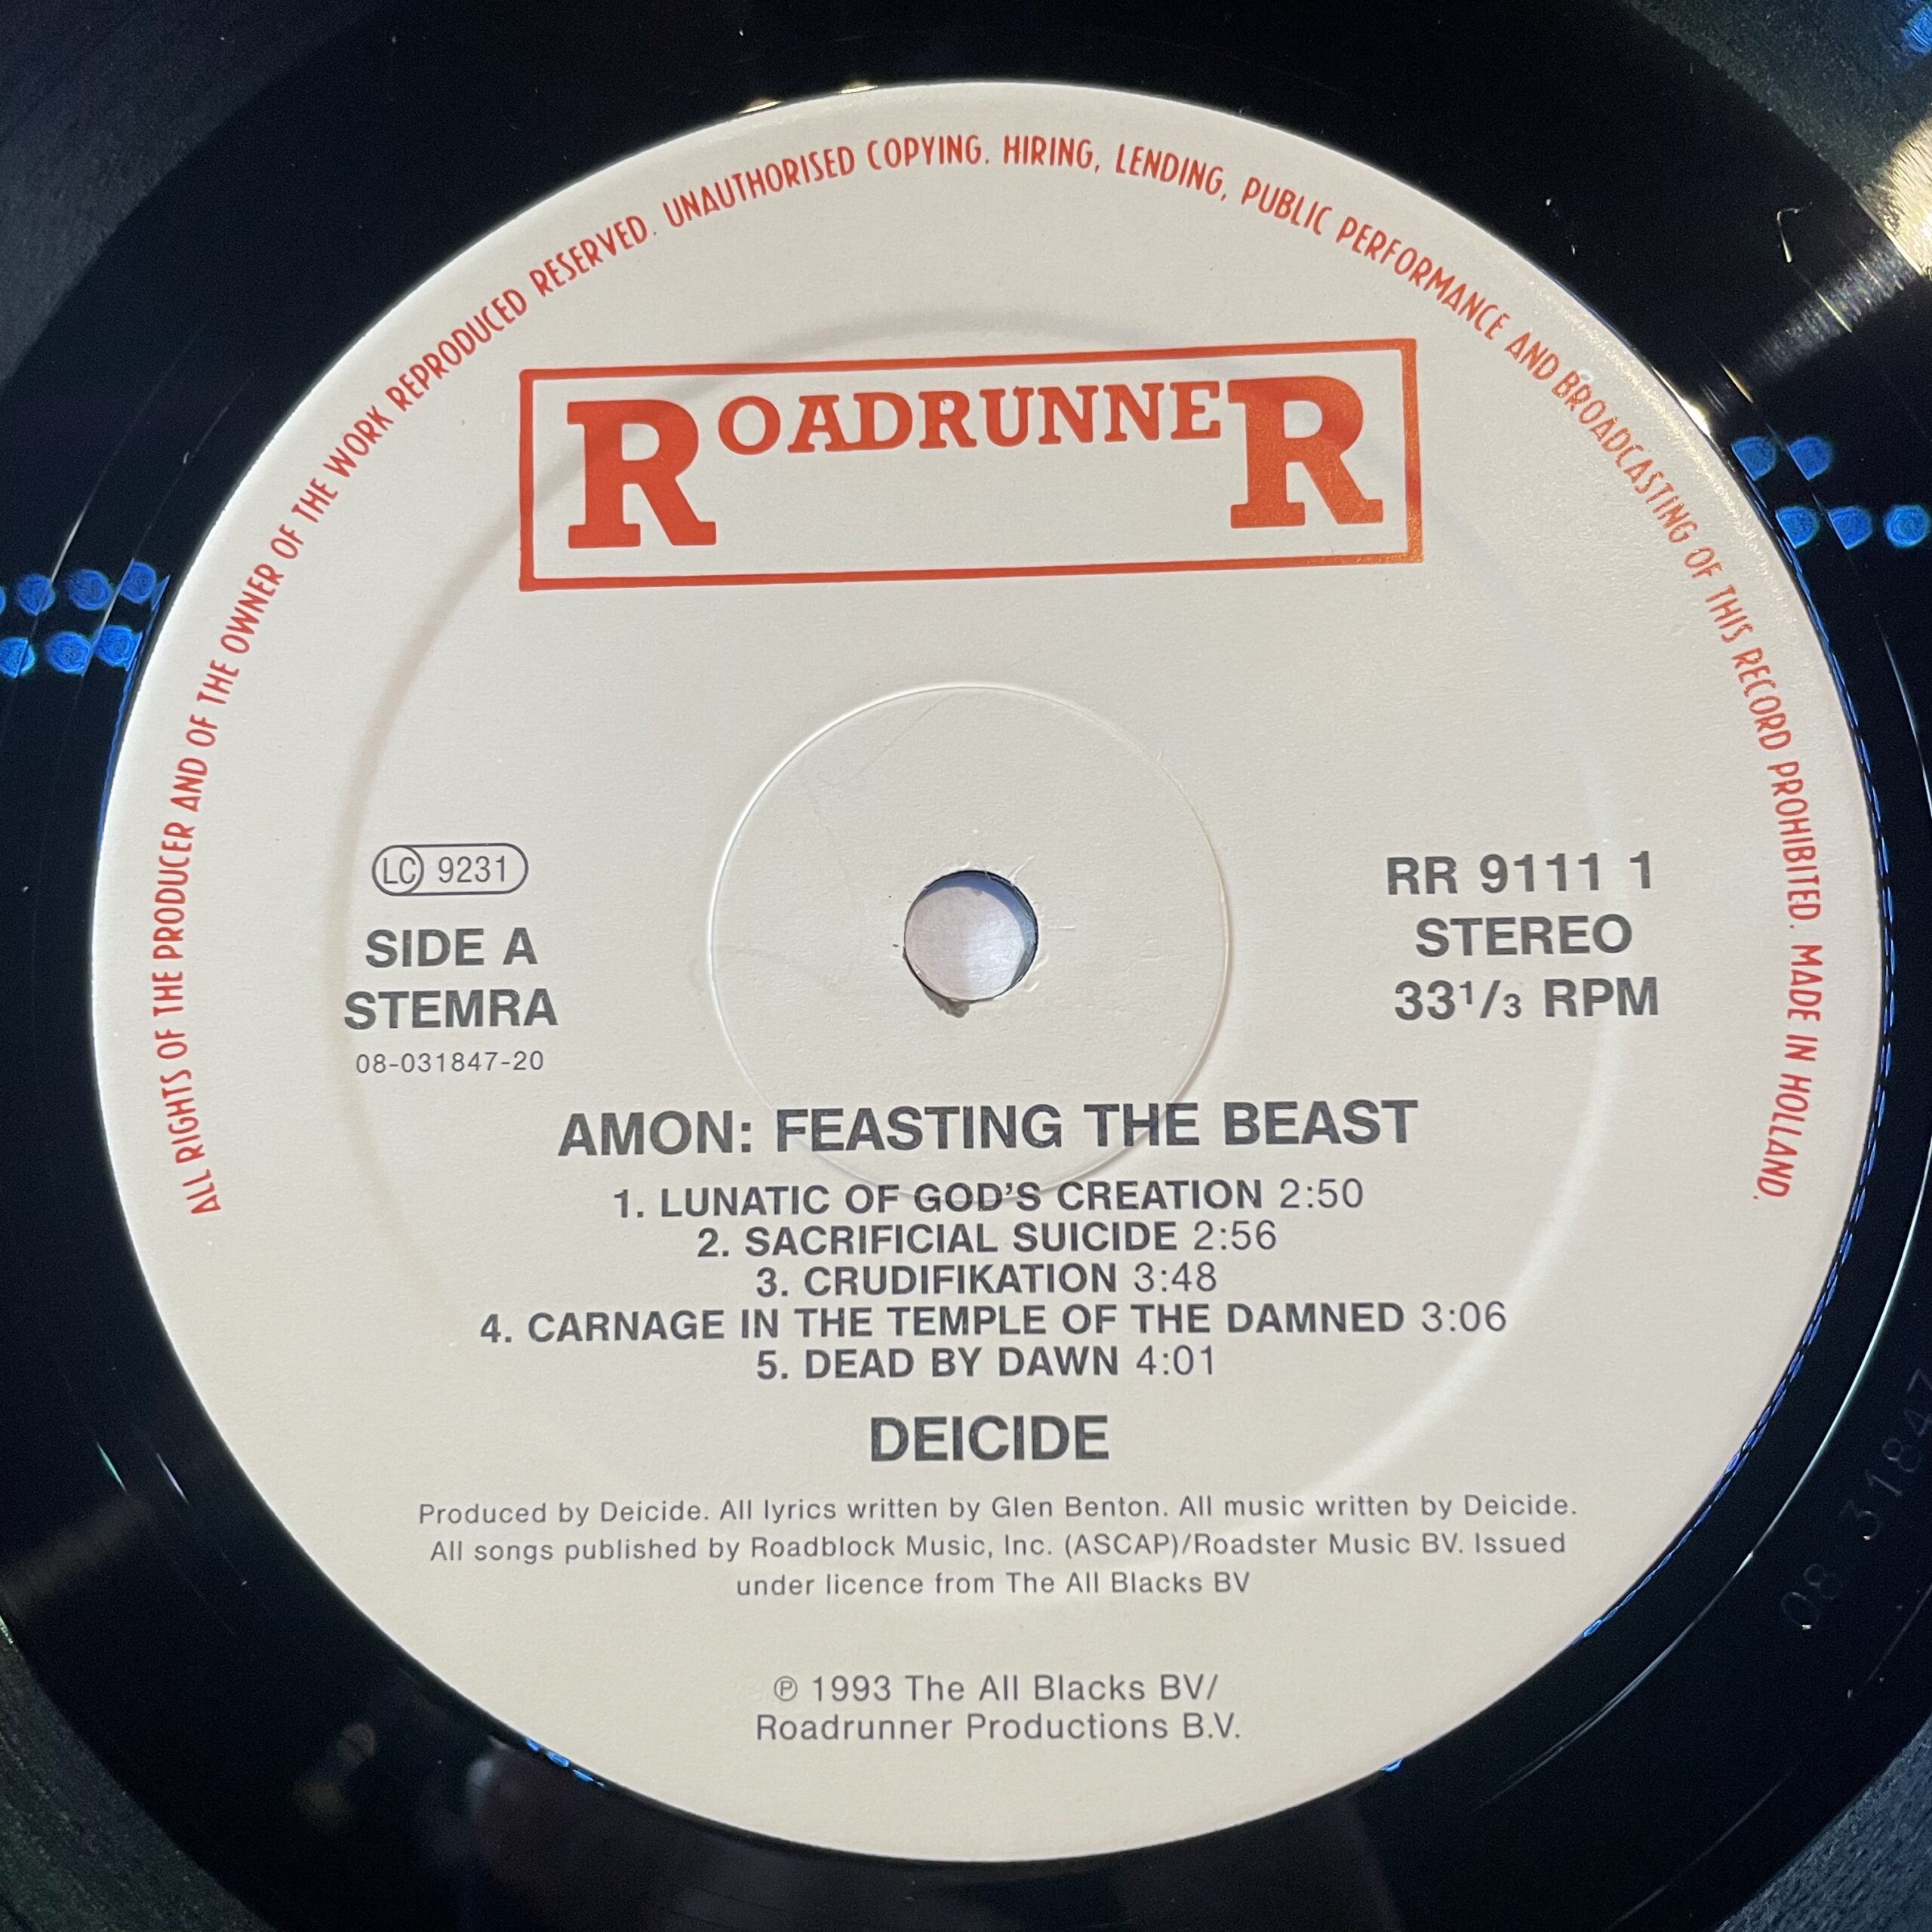 ALL RIGHTS OF THE PRODUCER AND OF THE OWNER OF THE WORK REPRODUCED RESERVED. UNAUTHORISED COPYING. HIRING, LENDING, PUBLIC PERFORMANCE AND BROADCASTING OF THIS RECORD PROHIBITED. MADE IN HOLLAND.
ROADRUNNER
LC 9231
SIDE A
STEMRA
08-031847-20
RR 9111 1
STEREO
33¹/₃ RPM
AMON: FEASTING THE BEAST
1. LUNATIC OF GOD'S CREATION 2:50
2. SACRIFICIAL SUICIDE 2:56
3. CRUDIFIKATION 3:48
4. CARNAGE IN THE TEMPLE OF THE DAMNED 3:06
5. DEAD BY DAWN 4:01
DEICIDE
Produced by Deicide. All lyrics written by Glen Benton. All music written by Deicide.
All songs published by Roadblock Music, Inc. (ASCAP)/Roadster Music BV. Issued
under licence from The All Blacks BV
℗ 1993 The All Blacks BV/
Roadrunner Productions B.V.
08 31847